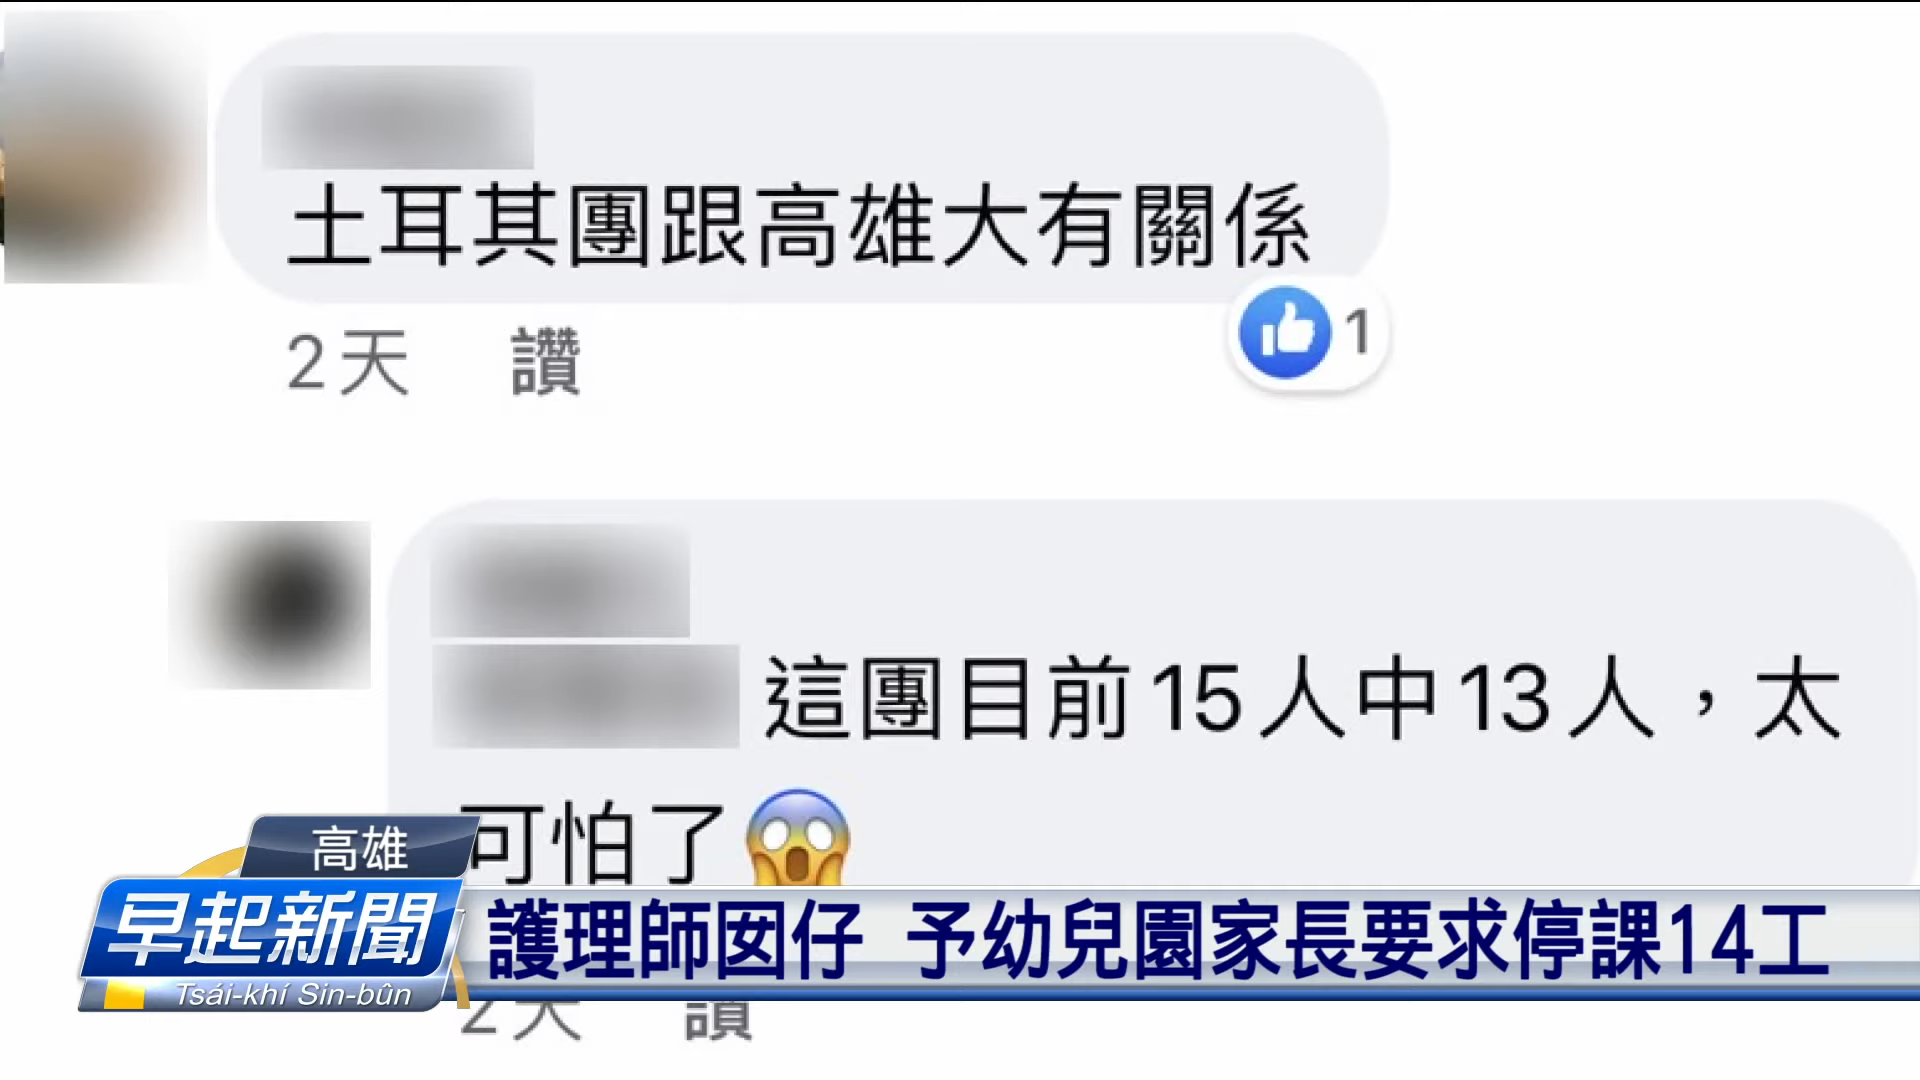 土耳其團跟高雄大有關係
2天 讚 1
這團目前15人中13人，太
可怕了
高雄
早起新聞
Tsái-khí Sin-bûn
護理師囡仔 予幼兒園家長要求停課14工
2天 讚